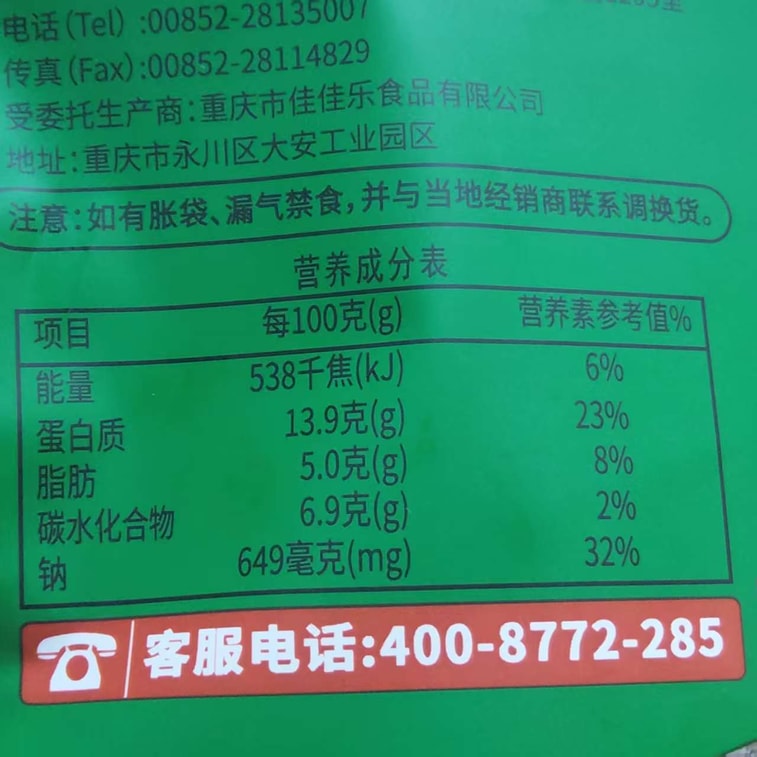 电话(Tel) :00852-28135007
传真(Fax):00852-28114829
受委托生产商:重庆市佳佳乐食品有限公司
地址:重庆市永川区大安工业园区
注意:如有胀袋、漏气禁食,并与当地经销商联系调换货。
营养成分表
项目 每100克(g) 营养素参考值%
能量 538千焦(kJ) 6%
蛋白质 13.9克(g) 23%
脂肪 5.0克(g) 8%
碳水化合物 6.9克(g) 2%
钠 649毫克(mg) 32%
客服电话:400-8772-285